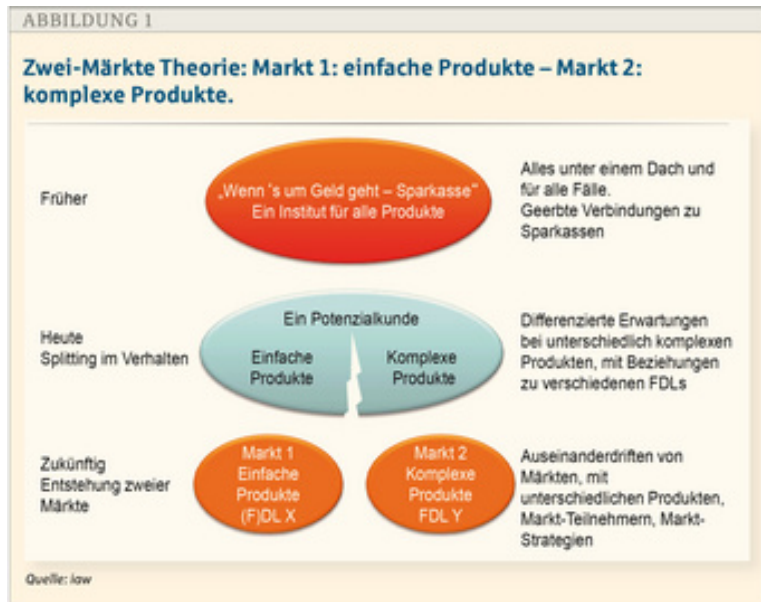 ABBILDUNG 1
Zwei-Märkte Theorie: Markt 1: einfache Produkte – Markt 2:
komplexe Produkte.
Früher
„Wenn´s um Geld geht – Sparkasse"
Ein Institut für alle Produkte
Alles unter einem Dach und
für alle Fälle.
Geerbte Verbindungen zu
Sparkassen
Heute
Splitting im Verhalten
Ein Potenzialkunde
Einfache
Produkte
Komplexe
Produkte
Differenzierte Erwartungen
bei unterschiedlich komplexen
Produkten, mit Beziehungen
zu verschiedenen FDLs
Zukünftig
Entstehung zweier
Märkte
Markt 1
Einfache
Produkte
(F)DL X
Markt 2
Komplexe
Produkte
FDL Y
Auseinanderdriften von
Märkten, mit
unterschiedlichen Produkten,
Markt-Teilnehmern, Markt-
Strategien
Quelle: iaw